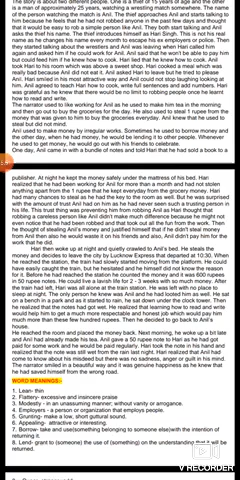 The story is about two different people. One is a thief of 15 years of age and the other
is a man of approximately 25 years, watching a wrestling match somewhere. The narrator
went person watching the match is Anil. The thief approaches Anil and starts talking to
him because he feels that he had not robbed anyone in the past few days and thought
that it would be easy to rob a simple person like Anil. They both start talking and Anil
asks the thief his name. The thief introduces himself as Hari Singh. This is not his real
name as he changes his name every month to escape his ex employers or police. Then
they started talking about the wrestlers and Anil was leaving when Hari called him
again and asked him if he could work for Anil. Anil said that he won't be able to pay him
but could feed him if he knew how to cook. Hari lied that he knew how to cook. Anil
took Hari to his room which was above a sweet shop. Hari cooked a meal which was
really bad because Anil did not eat it. Anil asked Hari to leave but he tried to please
Anil. Hari smiled in his most attractive way and Anil could not stop laughing looking at
him. Anil agreed to teach Hari how to cook, write full sentences and add numbers. Hari
was grateful as he knew that there would be no limit to robbing people once he learnt
how to read and write.
The narrator used to like working for Anil as he used to make him tea in the morning
and then go out to buy the groceries for the day. He also used to steal 1 rupee from the
money that Anil gave him to buy the groceries everyday. Anil knew that he used to
steal but did not mind.
Anil used to make money by irregular works. Sometimes he used to borrow money and
the other day, when he had money, he would be lending it to other people. Whenever
he used to get money, he would go out with his friends to celebrate.
One day, Anil came in with a bundle of notes and told Hari that he had sold a book to a
publisher. At night he kept the money safely under the mattress of his bed. Hari
realized that he had been working for Anil for more than a month and had not stolen
anything apart from the 1 rupee that he kept everyday from the grocery money. Hari
had many chances to steal as he had the key to the room as well. But he was surprised
with the amount of trust Anil had on him as he had never seen such a trusting person in
his life. This trust thing was preventing him from robbing Anil as Hari thought that
robbing a careless person like Anil didn't make much difference because he might not
even notice that he had been robbed and that took out all the fun from the work. Then
he thought of stealing Anil's money and justified himself that if he didn't steal money
from Anil then also he would waste it on his friends and also, Anil didn't pay him for the
work that he did.
Hari then woke up at night and quietly crawled to Anil's bed. He steals the
money and decides to leave the city by Lucknow Express that departed at 10:30. When
he reached the station, the train had slowly started moving from the platform. He could
have easily caught the train, but he hesitated and he himself did not know the reason
for it. Before he had reached the station he counted the money and it was 600 rupees
in 50 rupee notes. He could live a lavish life for 2 - 3 weeks with so much money. After
the train had left, Hari was all alone at the train station. He was left with no place to
sleep at night. The only person he knew was Anil and he had looted him as well. He sat
on a bench in a park and as it started to rain, he sat down under the clock tower. Then
he realized that the notes had got wet. He realized that learning how to read and write
would help him to get a much more respectable and honest job which would pay him
much more than these few hundred rupees. Then he decided to go back to Anil's
house.
He reached the room and placed the money back. Next morning, he woke up a bit late
and Anil had already made his tea. Anil gave a 50 rupee note to Hari as he had got
paid for some work and he would be paid regularly. Hari took the note in his hand and
realized that the note was still wet from the rain last night. Hari realized that Anil had
come to know about his misdeed but there was no sadness, anger or guilt in his mind.
The narrator smiled in a beautiful way and it was genuine happiness as he knew that
he had saved himself from the wrong road.
WORD MEANINGS:-
1. Lean- thin
2. Flattery- excessive and insincere praise
3. Modestly - in an unassuming manner; without vanity or arrogance.
4. Employers - a person or organization that employs people.
5. Grunting- make a low, short guttural sound.
6. Appealing- attractive or interesting.
7. Borrow- take and use(something belonging to someone else)with the intention of
returning it.
8. Lend- grant to (someone) the use of (something) on the understanding that it will be
returned.
V RECORDER